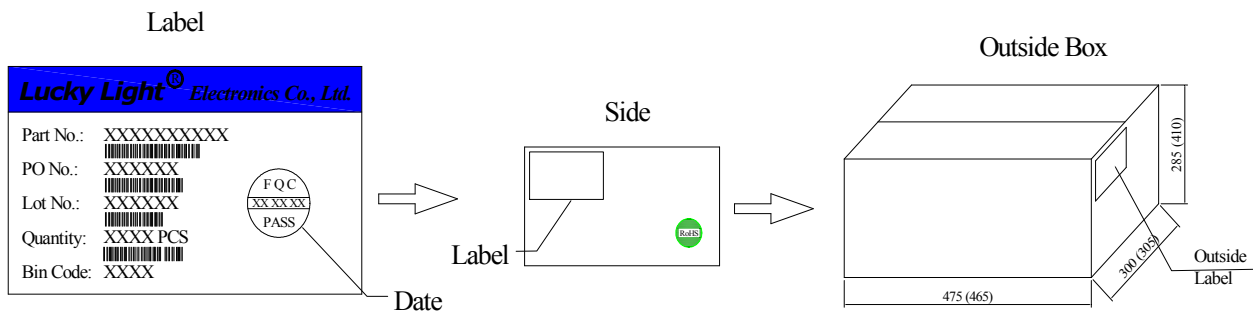 Label
Lucky Light® Electronics Co., Ltd.
Part No.: XXXXXXXXXX
PO No.: XXXXXX
Lot No.: XXXXXX
Quantity: XXXX PCS
Bin Code: XXXX
FQC
XX XX XX
PASS
Date
Side
Label
RoHS
Outside Box
285 (410)
300 (305)
475 (465)
Outside
Label